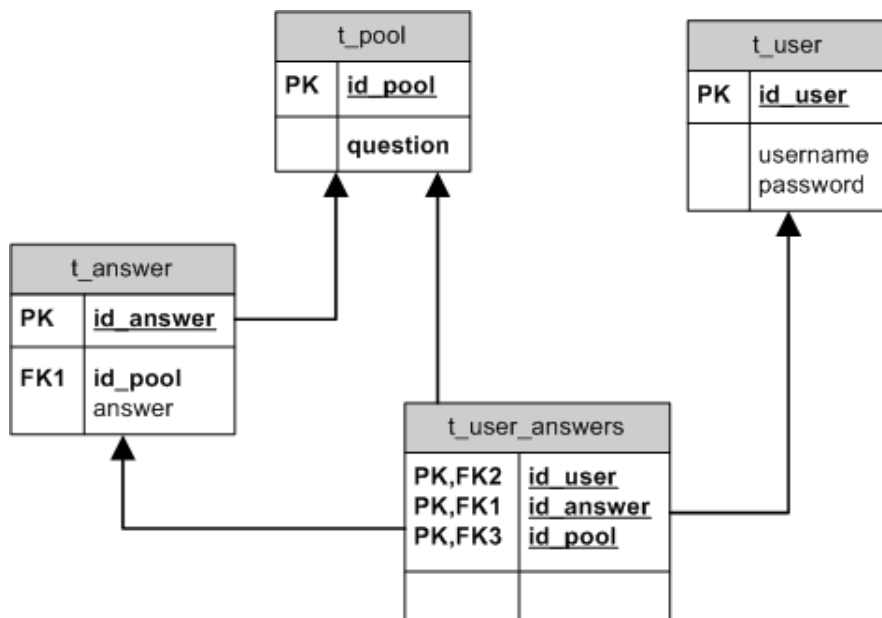 t_pool
PK id_pool
question
t_user
PK id_user
username
password
t_answer
PK id_answer
FK1 id_pool
answer
t_user_answers
PK,FK2 id_user
PK,FK1 id_answer
PK,FK3 id_pool